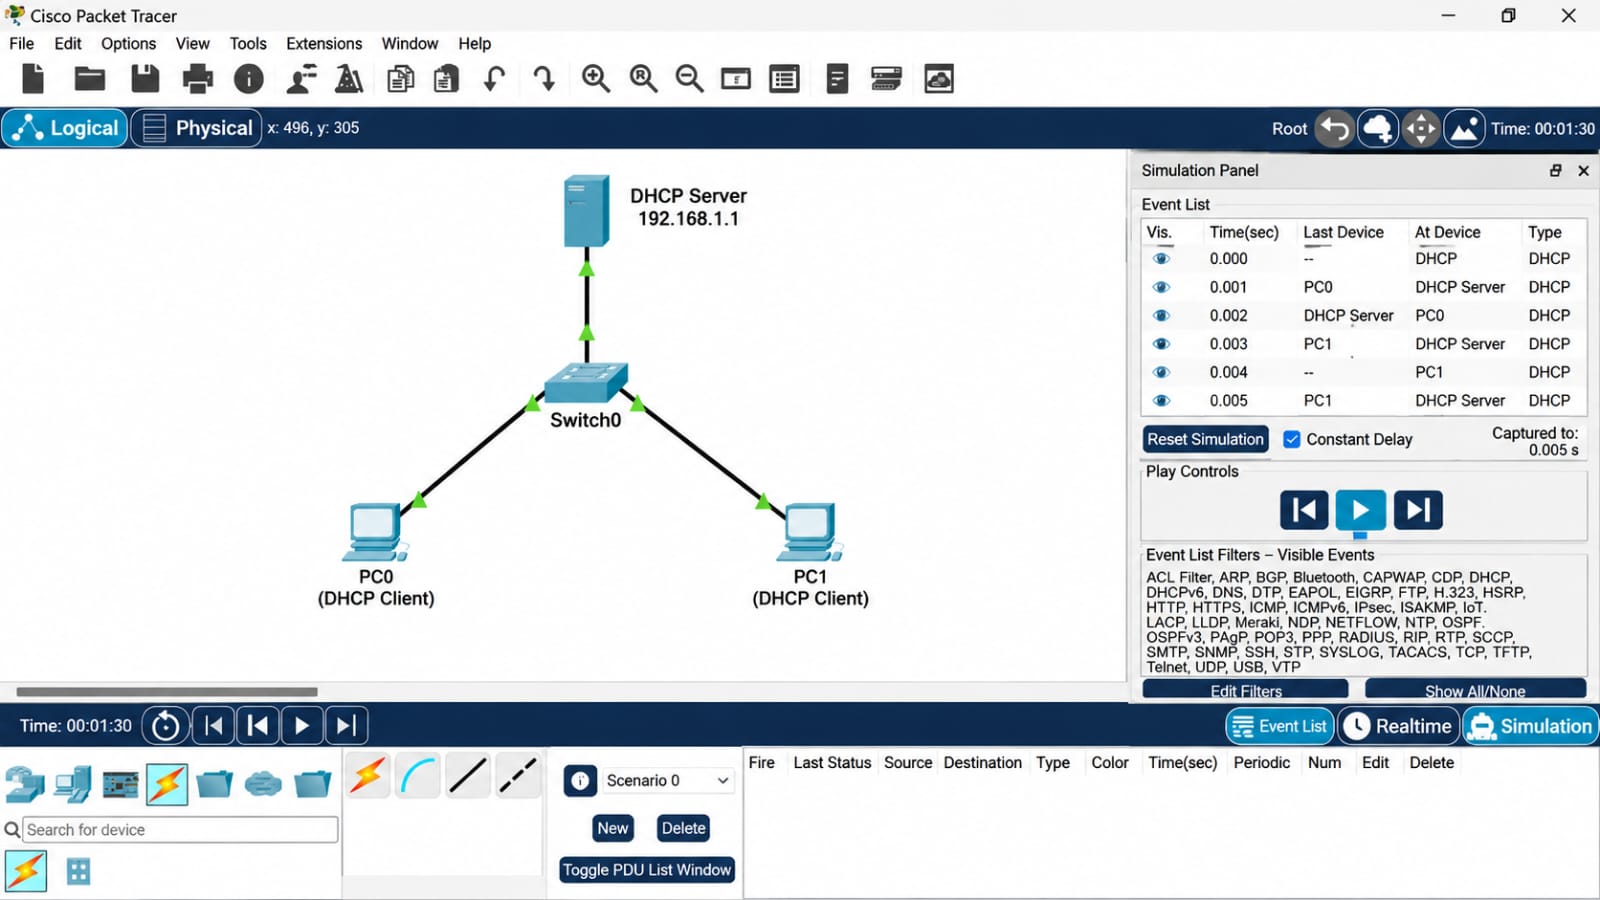 Cisco Packet Tracer
File Edit Options View Tools Extensions Window Help
Logical Physical x: 496, y: 305 Root Time: 00:01:30
DHCP Server
192.168.1.1
Switch0
PC0
(DHCP Client)
PC1
(DHCP Client)
Simulation Panel
Event List
Vis. Time(sec) Last Device At Device Type
0.000 -- DHCP DHCP
0.001 PC0 DHCP Server DHCP
0.002 DHCP Server PC0 DHCP
0.003 PC1 DHCP Server DHCP
0.004 -- PC1 DHCP
0.005 PC1 DHCP Server DHCP
Reset Simulation Constant Delay Captured to:
0.005 s
Play Controls
Event List Filters – Visible Events
ACL Filter, ARP, BGP, Bluetooth, CAPWAP, CDP, DHCP,
DHCPv6, DNS, DTP, EAPOL, EIGRP, FTP, H.323, HSRP,
HTTP, HTTPS, ICMP, ICMPv6, IPsec, ISAKMP, IoT.
LACP, LLDP, Meraki, NDP, NETFLOW, NTP, OSPF.
OSPFv3, PAgP, POP3, PPP, RADIUS, RIP, RTP, SCCP,
SMTP, SNMP, SSH, STP, SYSLOG, TACACS, TCP, TFTP,
Telnet, UDP, USB, VTP
Edit Filters Show All/None
Time: 00:01:30 Event List Realtime Simulation
Search for device
Scenario 0
New Delete
Toggle PDU List Window
Fire Last Status Source Destination Type Color Time(sec) Periodic Num Edit Delete